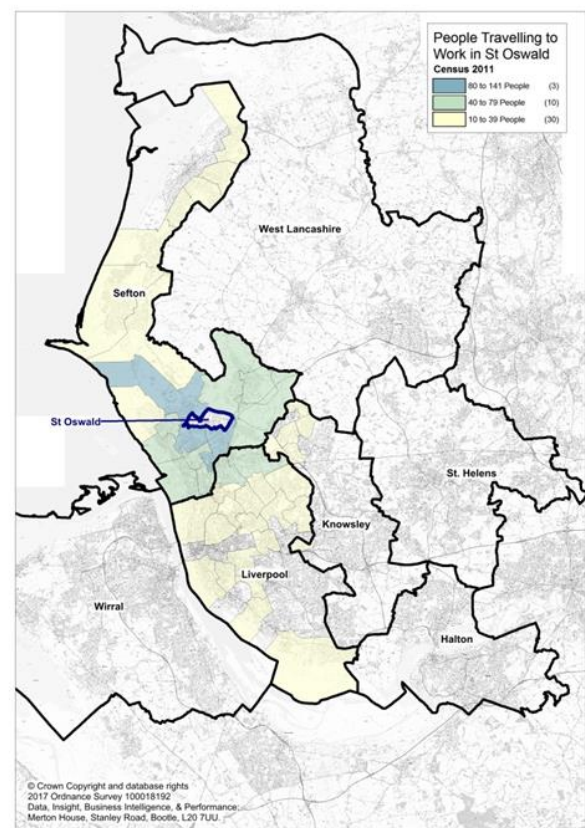 People Travelling to
Work in St Oswald
Census 2011
80 to 141 People (3)
40 to 79 People (10)
10 to 39 People (30)
West Lancashire
Sefton
St Oswald
St. Helens
Knowsley
Liverpool
Wirral
Halton
© Crown Copyright and database rights
2017 Ordnance Survey 100018192
Data, Insight, Business Intelligence, & Performance:
Merton House, Stanley Road, Bootle, L20 7UU.